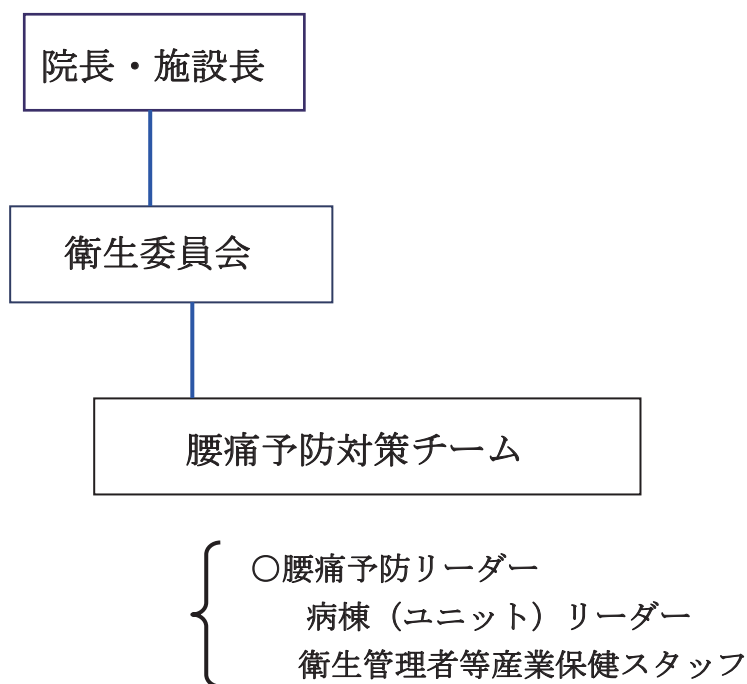 院長・施設長
衛生委員会
腰痛予防対策チーム
○腰痛予防リーダー
病棟（ユニット）リーダー
衛生管理者等産業保健スタッフ